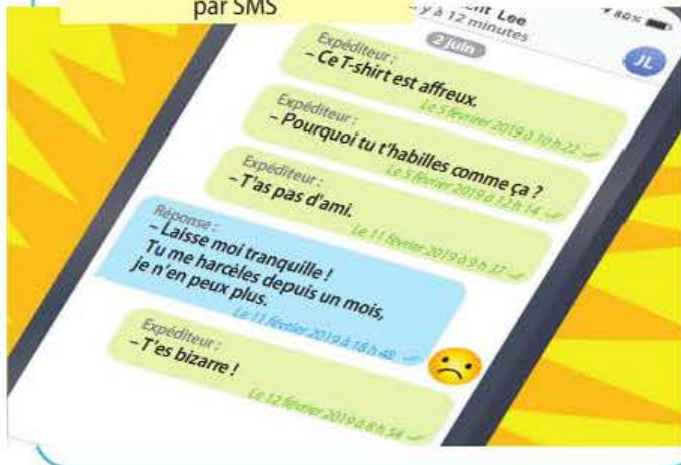 par SMS
Lee
y a 12 minutes
80%
JL
2 juin
Expéditeur :
– Ce T-shirt est affreux.
Le 5 février 2019 à 10 h 22
Expéditeur :
– Pourquoi tu t'habilles comme ça ?
Le 5 février 2019 à 12 h 14
Expéditeur :
– T'as pas d'ami.
Le 11 février 2019 à 9 h 37
Réponse :
– Laisse moi tranquille !
Tu me harcèles depuis un mois,
je n'en peux plus.
Le 11 février 2019 à 18 h 48
Expéditeur :
– T'es bizarre !
Le 12 février 2019 à 8 h 54